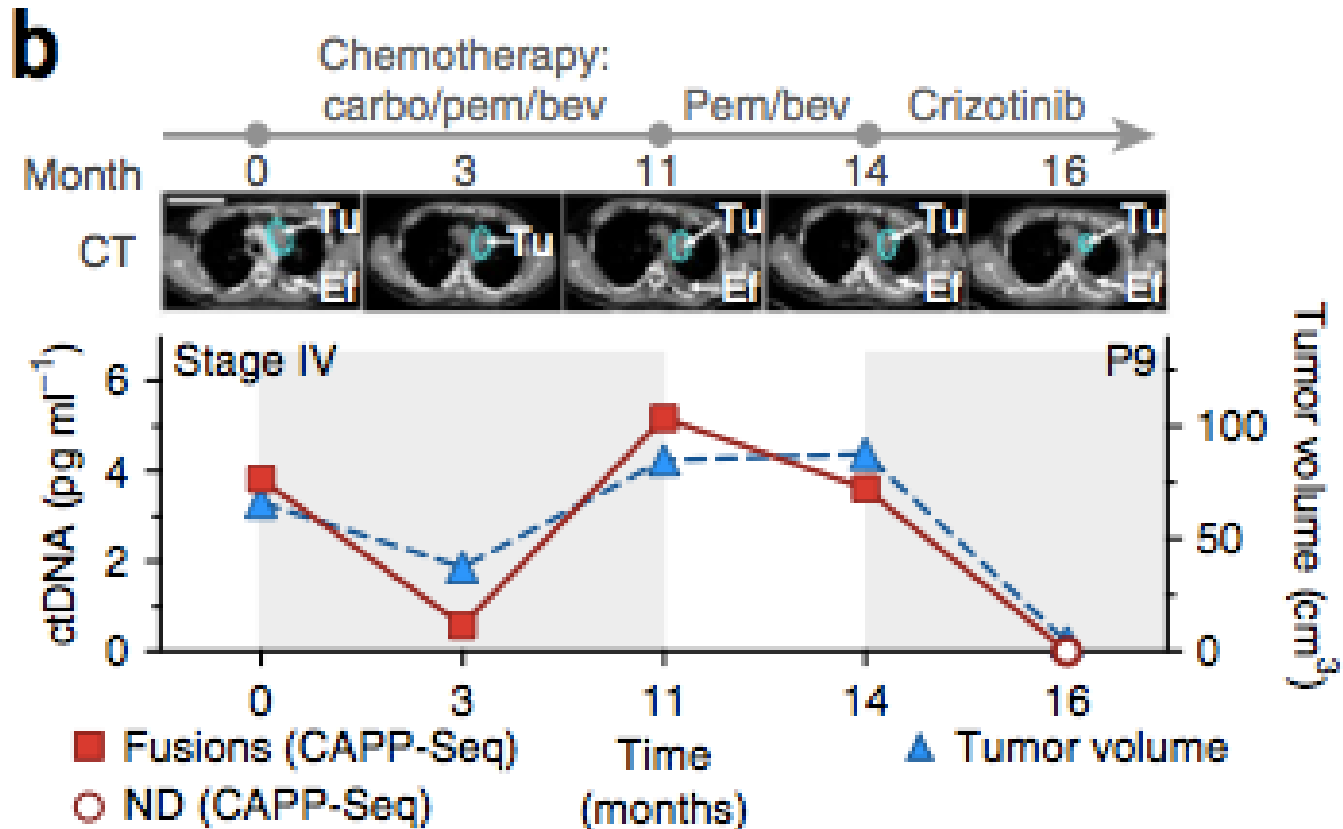 b
Chemotherapy:
carbo/pem/bev Pem/bev Crizotinib
Month 0 3 11 14 16
CT Tu Tu Tu Tu Tu
Ef Ef Ef Ef
Stage IV P9
ctDNA (pg ml⁻¹)
6
4
2
0
Tumor volume (cm³)
100
50
0
0 3 11 14 16
Time
(months)
Fusions (CAPP-Seq)
ND (CAPP-Seq)
Tumor volume